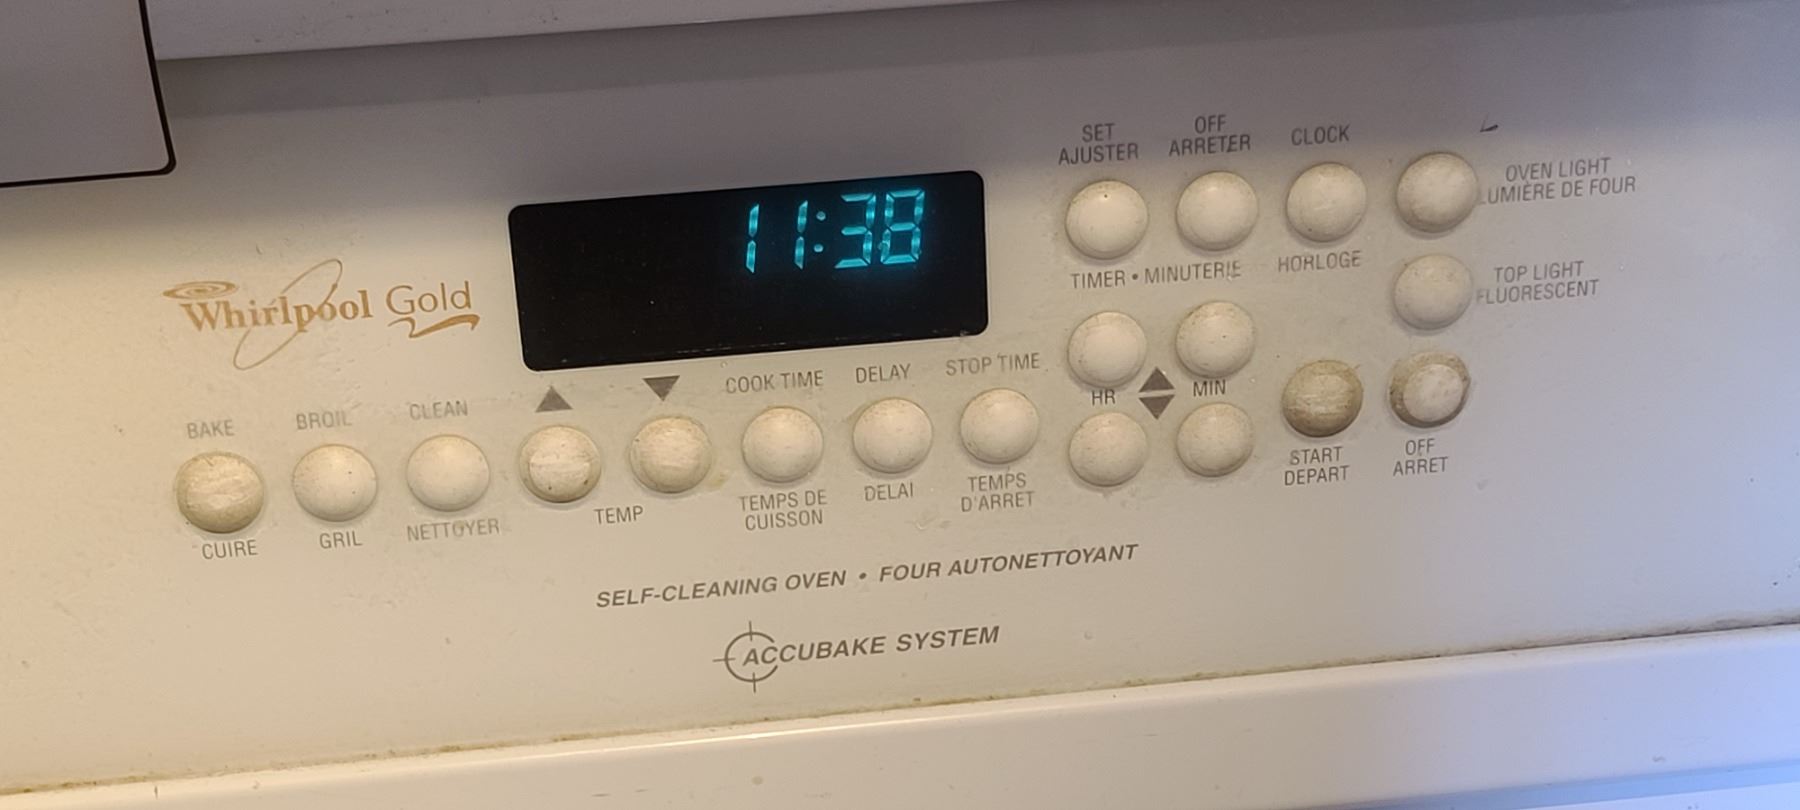 SET
AJUSTER
OFF
ARRETER
CLOCK
OVEN LIGHT
LUMIÈRE DE FOUR
11:38
TIMER • MINUTERIE
HORLOGE
TOP LIGHT
FLUORESCENT
Whirlpool Gold
HR
MIN
BAKE
BROIL
CLEAN
COOK TIME
DELAY
STOP TIME
START
DEPART
OFF
ARRET
CUIRE
GRIL
NETTOYER
TEMP
TEMPS DE
CUISSON
DELAI
TEMPS
D'ARRET
SELF-CLEANING OVEN • FOUR AUTONETTOYANT
ACCUBAKE SYSTEM